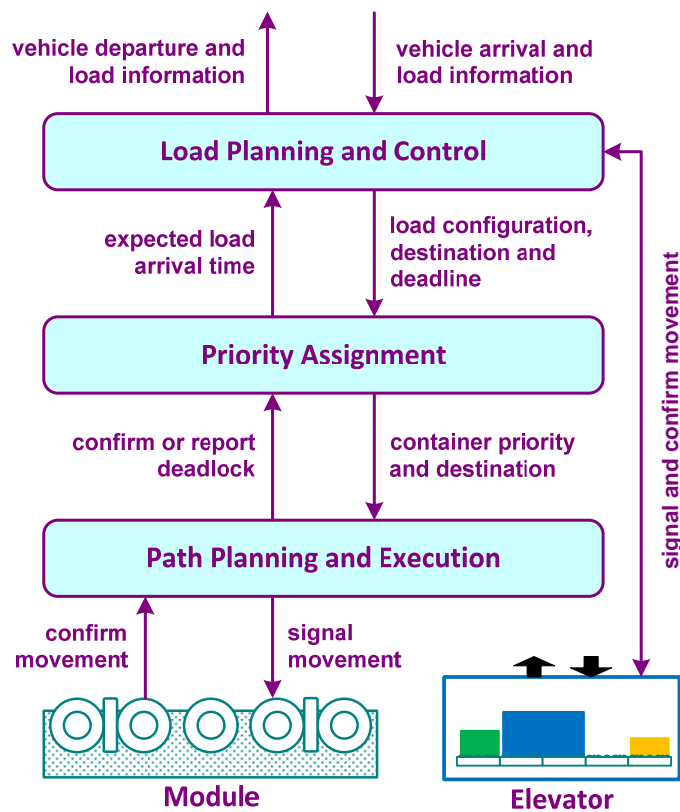 vehicle departure and
load information
vehicle arrival and
load information
Load Planning and Control
expected load
arrival time
load configuration,
destination and
deadline
Priority Assignment
confirm or report
deadlock
container priority
and destination
signal and confirm movement
Path Planning and Execution
confirm
movement
signal
movement
Module
Elevator